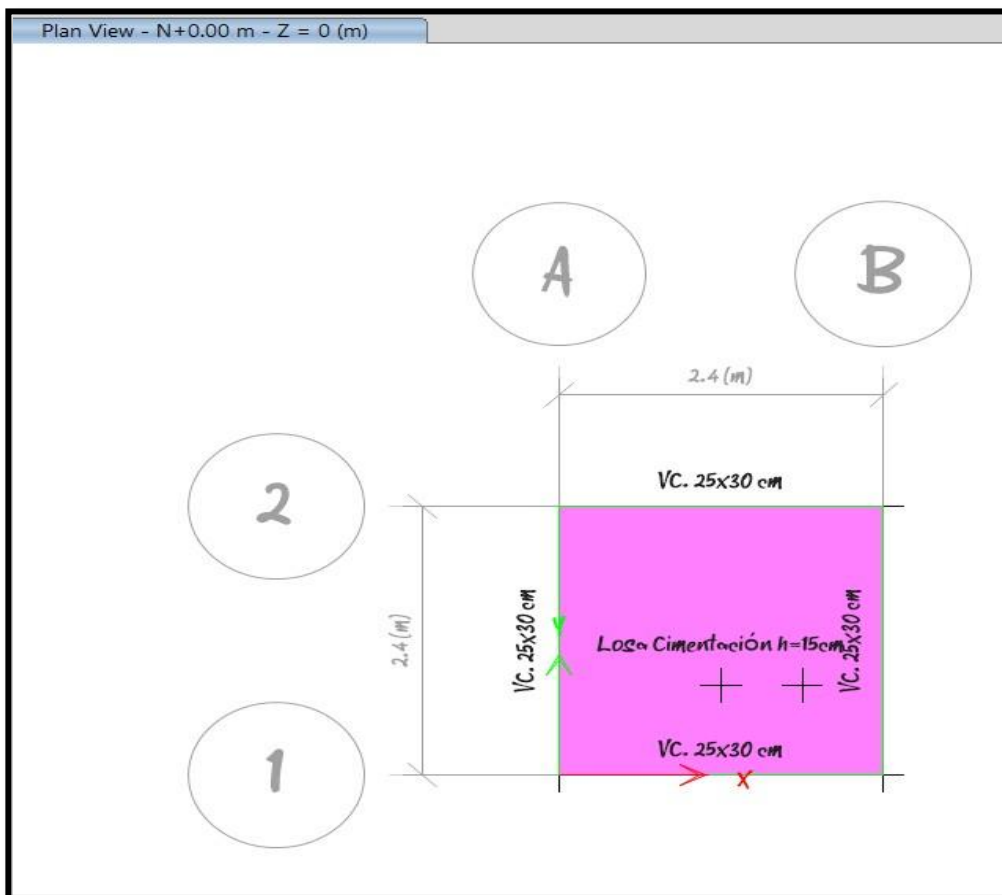 Plan View - N+0.00 m - Z = 0 (m)
A
B
2.4 (m)
VC. 25x30 cm
2
2.4 (m)
VC. 25x30 cm
Losa Cimentación h=15cm
VC. 25x30 cm
VC. 25x30 cm
1
X